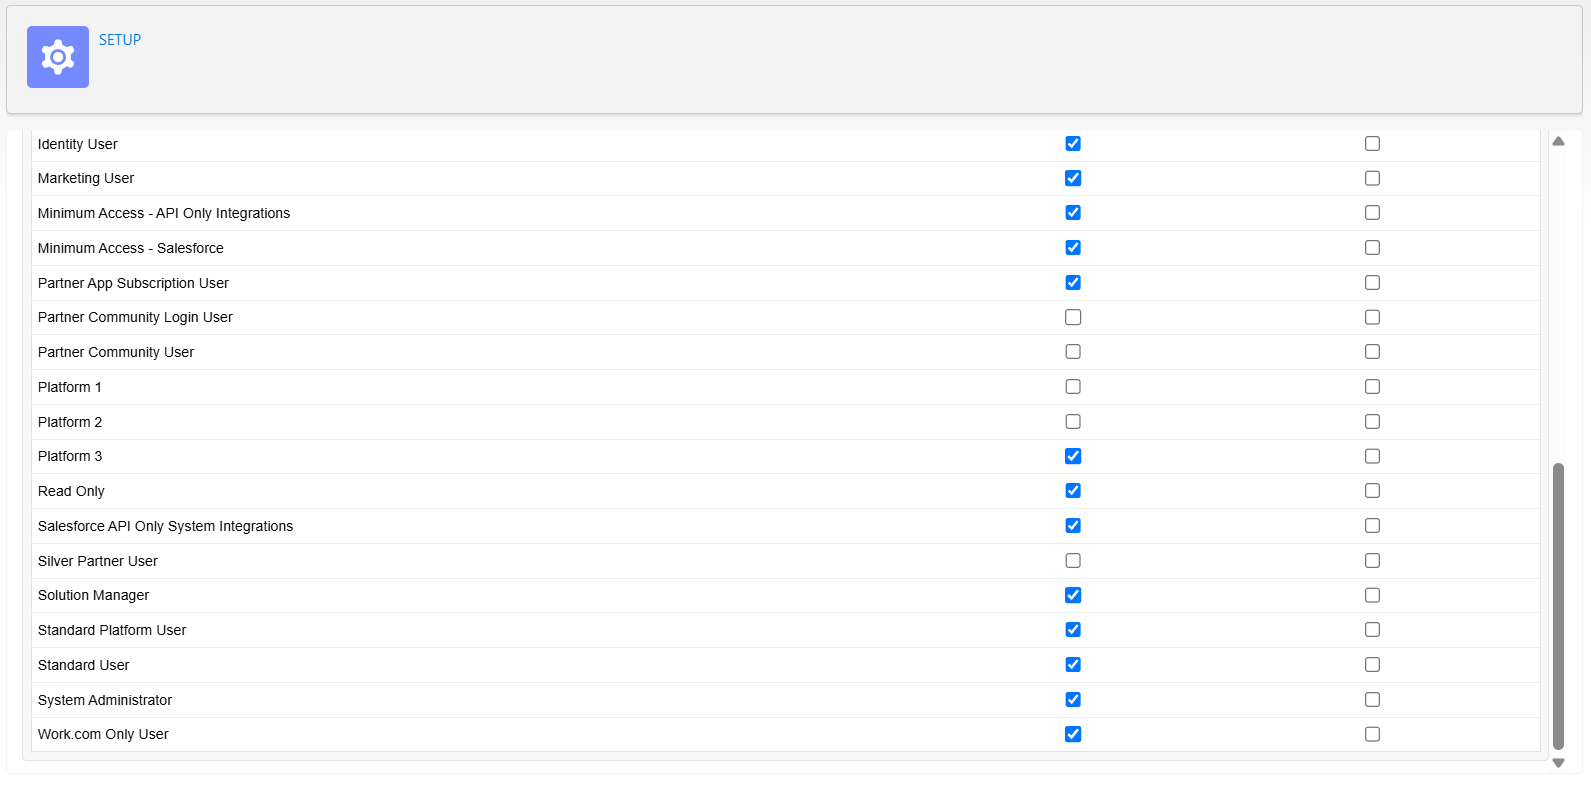 SETUP
Identity User
Marketing User
Minimum Access - API Only Integrations
Minimum Access - Salesforce
Partner App Subscription User
Partner Community Login User
Partner Community User
Platform 1
Platform 2
Platform 3
Read Only
Salesforce API Only System Integrations
Silver Partner User
Solution Manager
Standard Platform User
Standard User
System Administrator
Work.com Only User